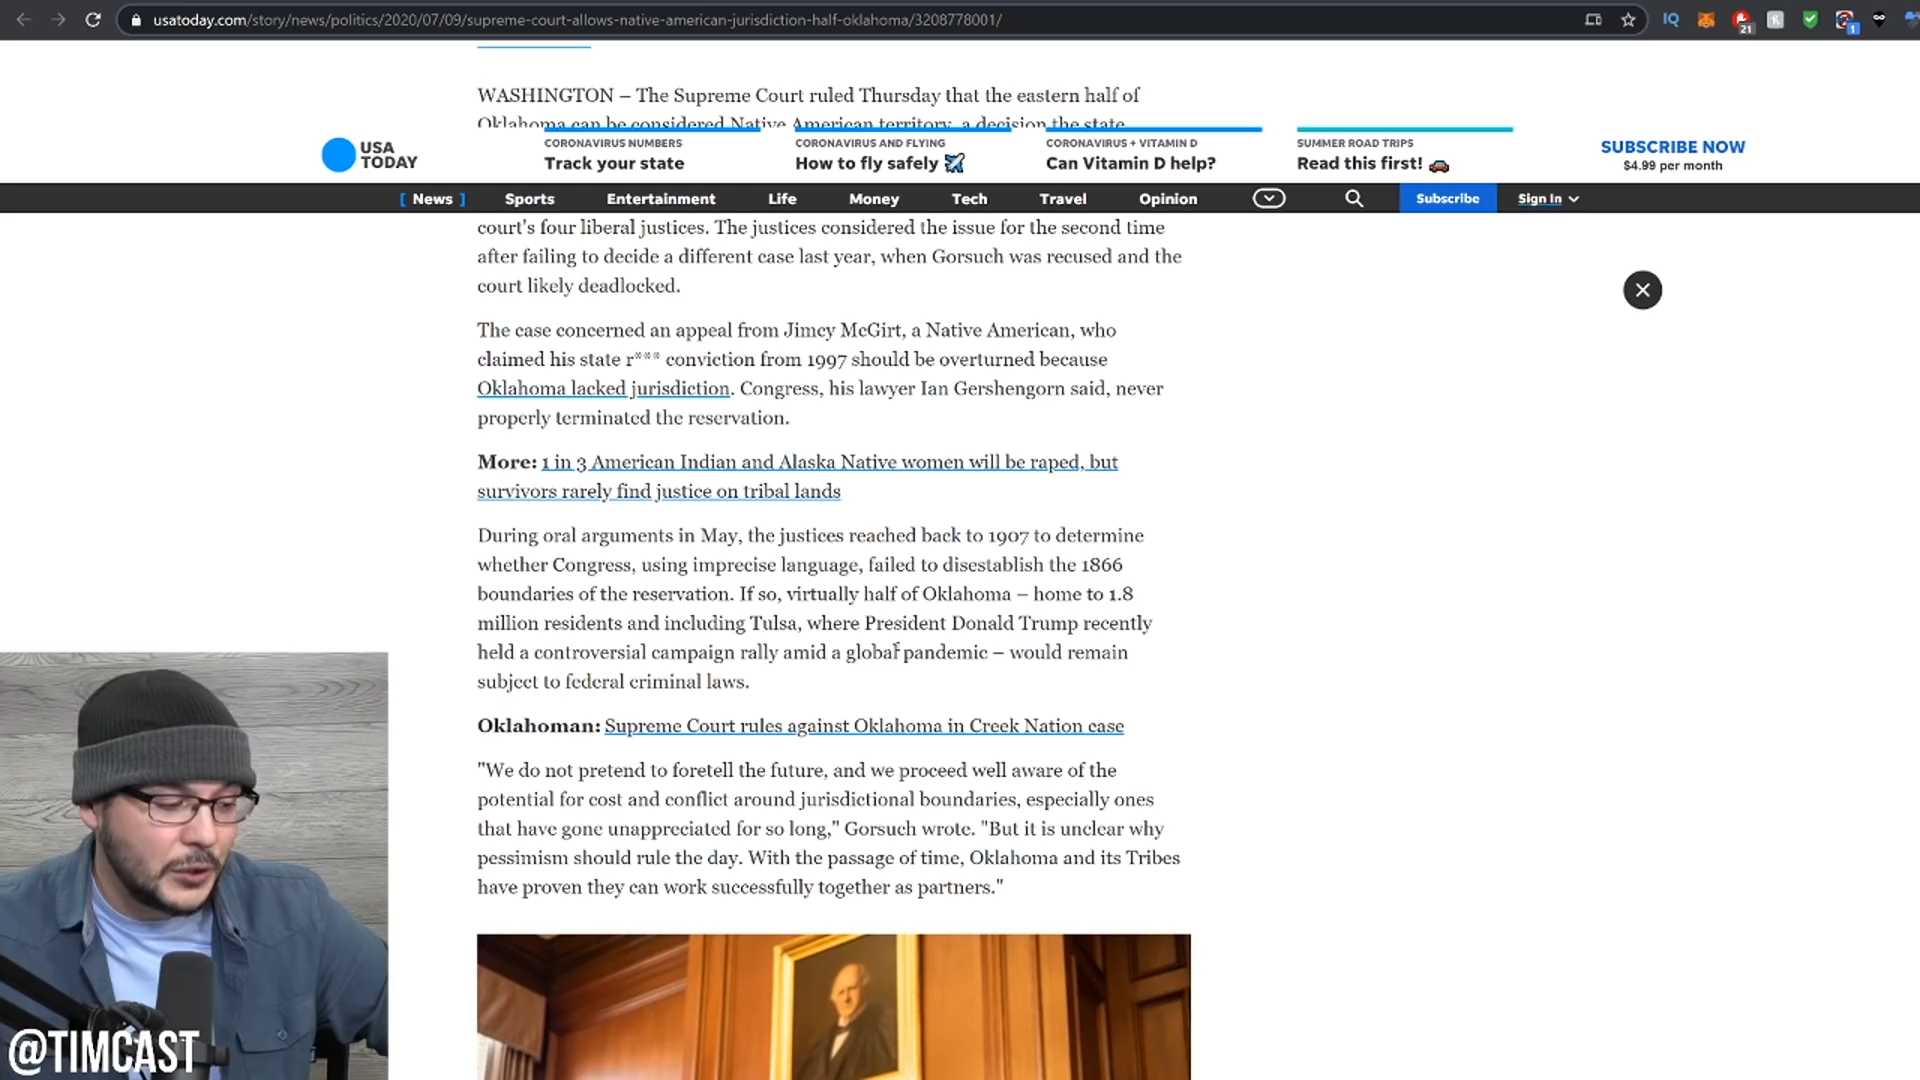 usatoday.com/story/news/politics/2020/07/09/supreme-court-allows-native-american-jurisdiction-half-oklahoma/3208778001/
IQ
21
1
WASHINGTON – The Supreme Court ruled Thursday that the eastern half of
Oklahoma can be considered Native American territory, a decision the state
USA
TODAY
CORONAVIRUS NUMBERS
Track your state
CORONAVIRUS AND FLYING
How to fly safely
CORONAVIRUS + VITAMIN D
Can Vitamin D help?
SUMMER ROAD TRIPS
Read this first!
SUBSCRIBE NOW
$4.99 per month
[ News ] Sports Entertainment Life Money Tech Travel Opinion Subscribe Sign In
court's four liberal justices. The justices considered the issue for the second time
after failing to decide a different case last year, when Gorsuch was recused and the
court likely deadlocked.
The case concerned an appeal from Jimcy McGirt, a Native American, who
claimed his state r*** conviction from 1997 should be overturned because
Oklahoma lacked jurisdiction. Congress, his lawyer Ian Gershengorn said, never
properly terminated the reservation.
More: 1 in 3 American Indian and Alaska Native women will be raped, but
survivors rarely find justice on tribal lands
During oral arguments in May, the justices reached back to 1907 to determine
whether Congress, using imprecise language, failed to disestablish the 1866
boundaries of the reservation. If so, virtually half of Oklahoma – home to 1.8
million residents and including Tulsa, where President Donald Trump recently
held a controversial campaign rally amid a global pandemic – would remain
subject to federal criminal laws.
Oklahoman: Supreme Court rules against Oklahoma in Creek Nation case
"We do not pretend to foretell the future, and we proceed well aware of the
potential for cost and conflict around jurisdictional boundaries, especially ones
that have gone unappreciated for so long," Gorsuch wrote. "But it is unclear why
pessimism should rule the day. With the passage of time, Oklahoma and its Tribes
have proven they can work successfully together as partners."
@TIMCAST